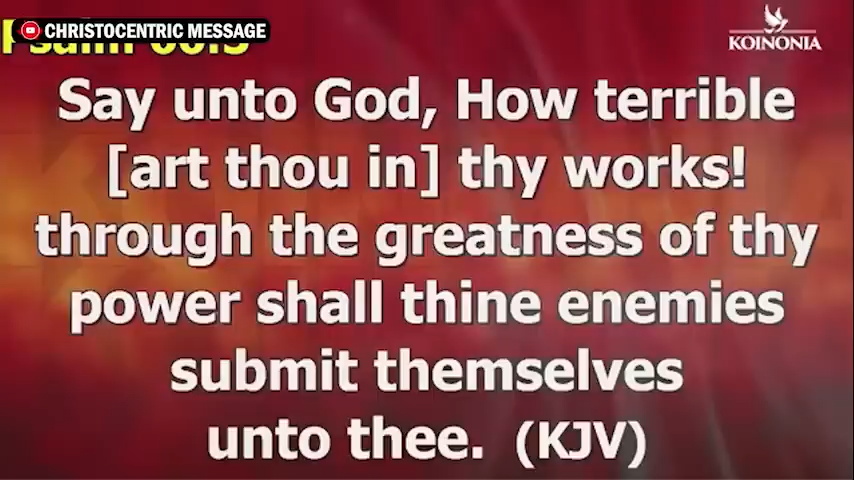 CHRISTOCENTRIC MESSAGE
KOINONIA
Say unto God, How terrible
[art thou in] thy works!
through the greatness of thy
power shall thine enemies
submit themselves
unto thee. (KJV)